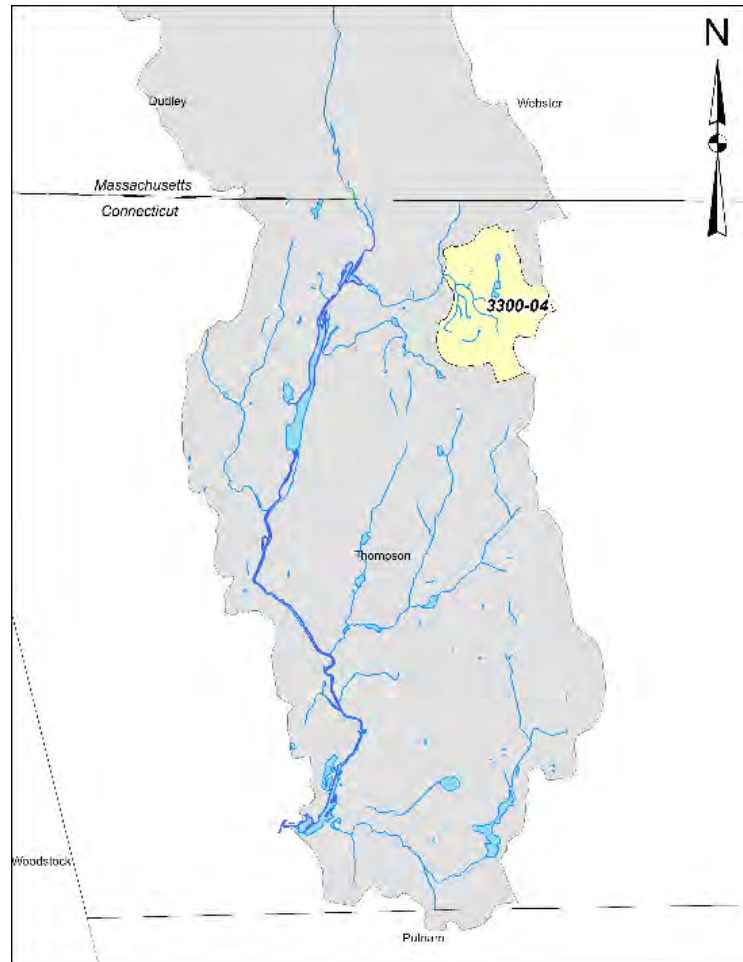 N
Dudley
Webster
Massachusetts
Connecticut
3300-04
Thompson
Woodstock
Putnam